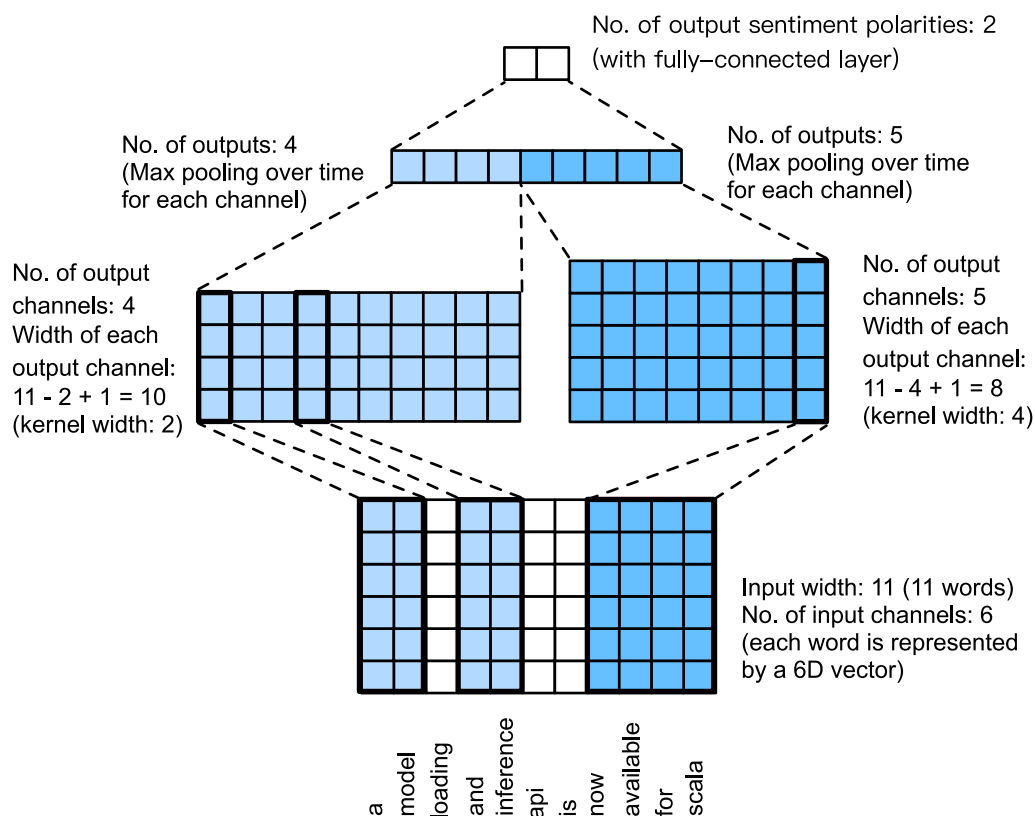 No. of output sentiment polarities: 2
(with fully–connected layer)
No. of outputs: 4
(Max pooling over time
for each channel)
No. of outputs: 5
(Max pooling over time
for each channel)
No. of output
channels: 4
Width of each
output channel:
11 - 2 + 1 = 10
(kernel width: 2)
No. of output
channels: 5
Width of each
output channel:
11 - 4 + 1 = 8
(kernel width: 4)
Input width: 11 (11 words)
No. of input channels: 6
(each word is represented
by a 6D vector)
a
model
loading
and
inference
api
is
now
available
for
scala